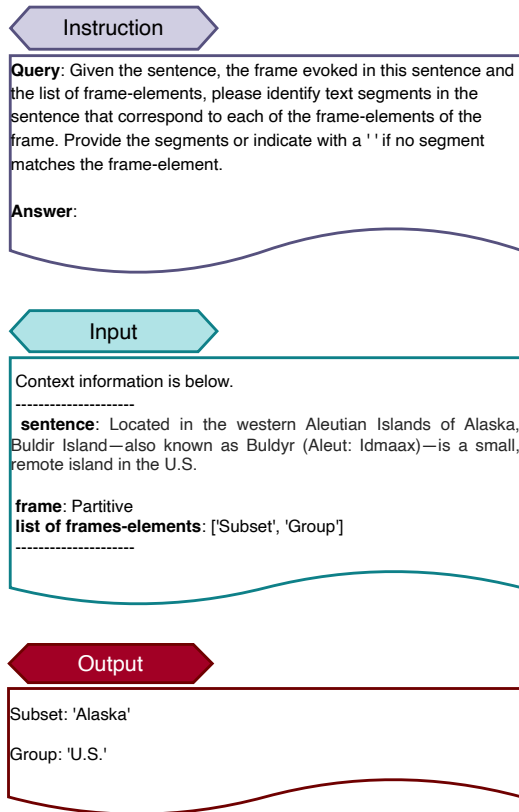 Instruction
Query: Given the sentence, the frame evoked in this sentence and
the list of frame-elements, please identify text segments in the
sentence that correspond to each of the frame-elements of the
frame. Provide the segments or indicate with a ' ' if no segment
matches the frame-element.
Answer:
Input
Context information is below.
---------------------
sentence: Located in the western Aleutian Islands of Alaska,
Buldir Island—also known as Buldyr (Aleut: Idmaax)—is a small,
remote island in the U.S.
frame: Partitive
list of frames-elements: ['Subset', 'Group']
---------------------
Output
Subset: 'Alaska'
Group: 'U.S.'